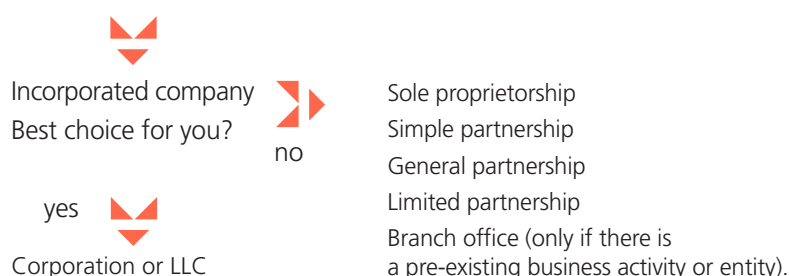 Incorporated company
Best choice for you?
no
Sole proprietorship
Simple partnership
General partnership
Limited partnership
Branch office (only if there is
a pre-existing business activity or entity).
yes
Corporation or LLC